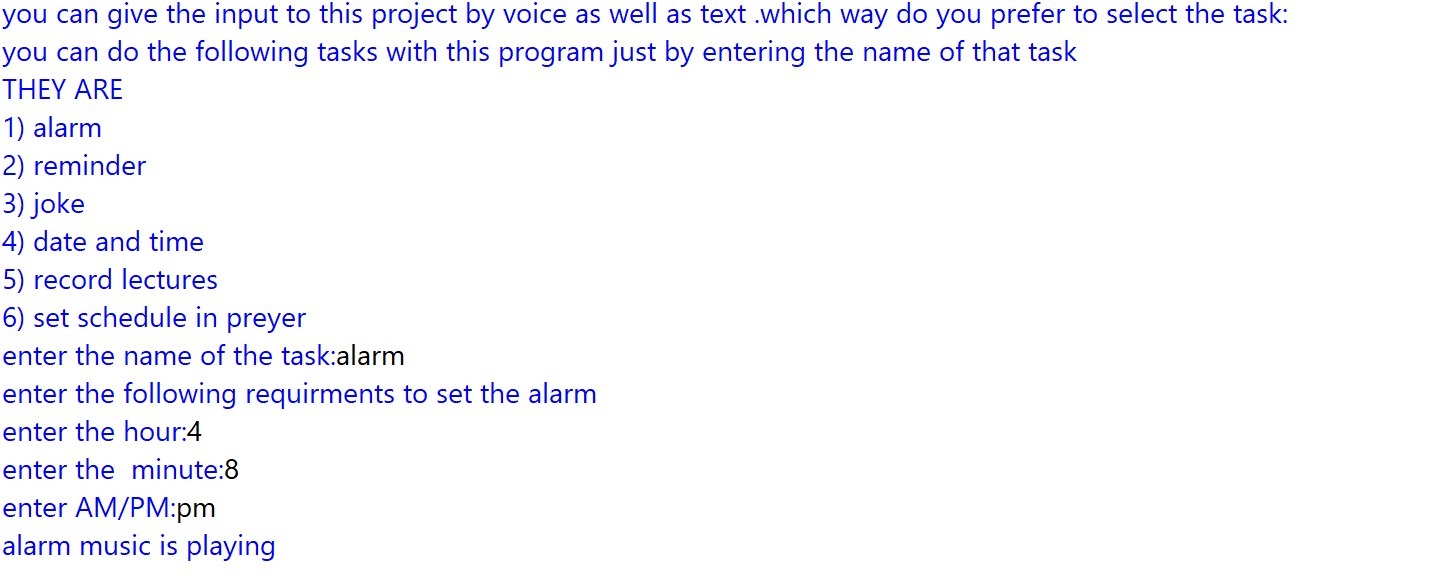 you can give the input to this project by voice as well as text .which way do you prefer to select the task:
you can do the following tasks with this program just by entering the name of that task
THEY ARE
1) alarm
2) reminder
3) joke
4) date and time
5) record lectures
6) set schedule in preyer
enter the name of the task:alarm
enter the following requirments to set the alarm
enter the hour:4
enter the  minute:8
enter AM/PM:pm
alarm music is playing